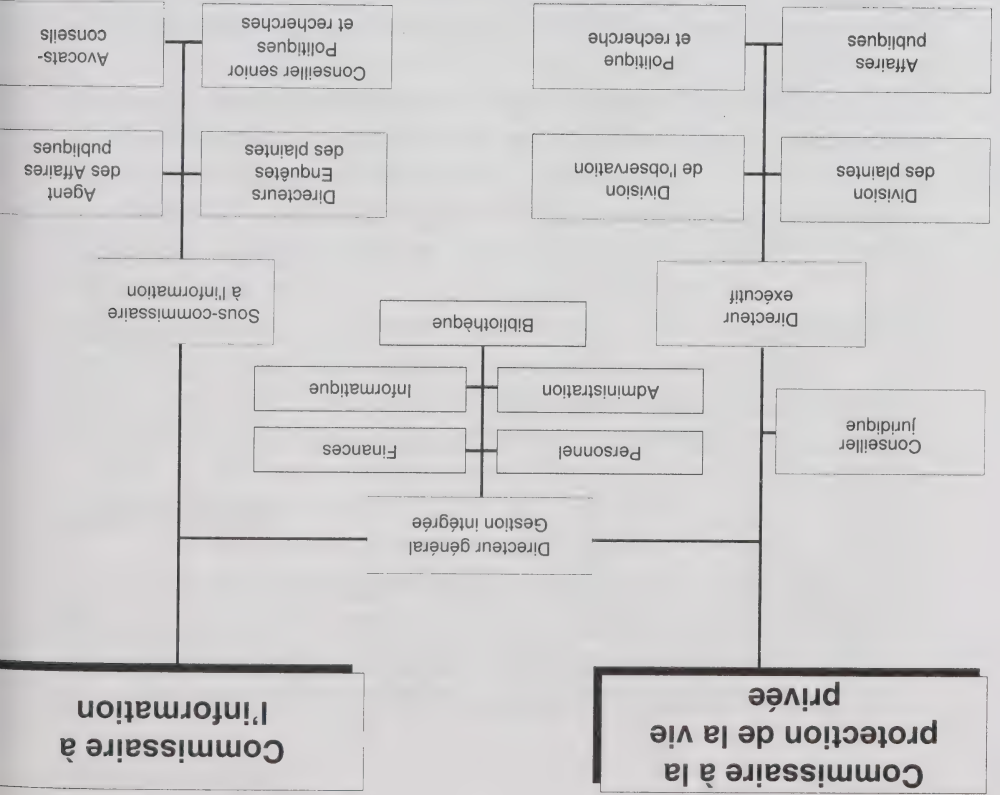 Commissaire à la
protection de la vie
privée
Commissaire à
l'information
Directeur général
Gestion intégrée
Conseiller
juridique
Personnel
Finances
Administration
Informatique
Bibliothèque
Directeur
exécutif
Sous-commissaire
à l'information
Division
des plaintes
Division
de l'observation
Directeurs
Enquêtes
des plaintes
Agent
des Affaires
publiques
Affaires
publiques
Politique
et recherche
Conseiller senior
Politiques
et recherches
Avocats-
conseils